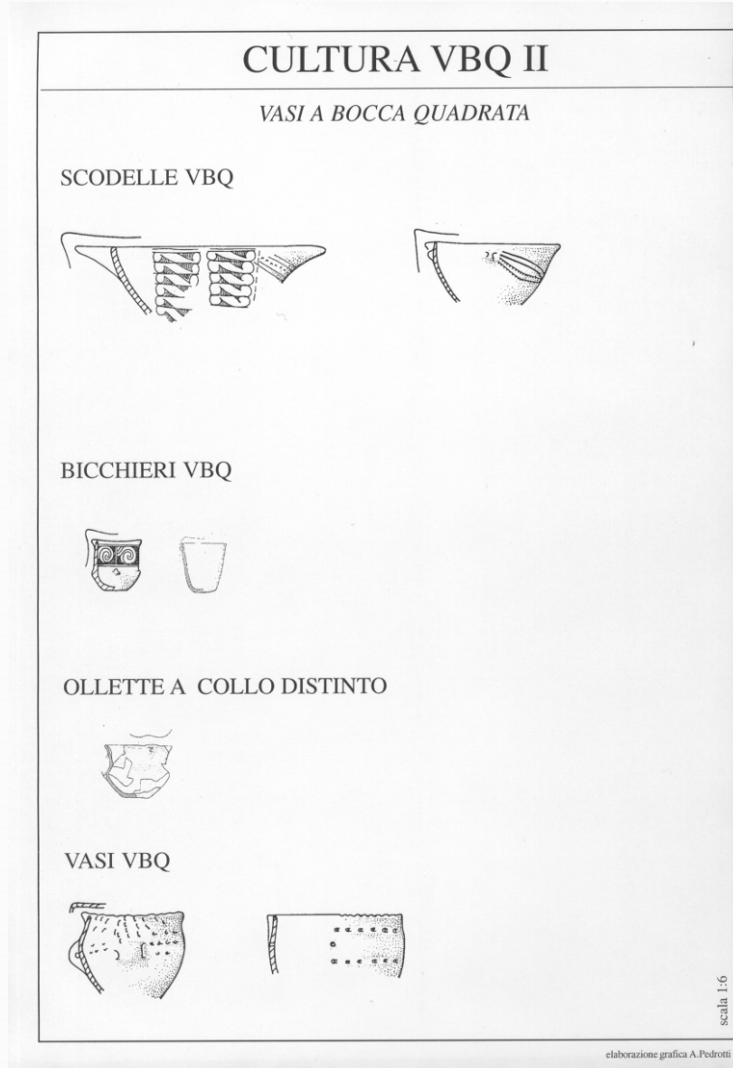 CULTURA VBQ II
VASI A BOCCA QUADRATA
SCODELLE VBQ
BICCHIERI VBQ
OLLETTE A COLLO DISTINTO
VASI VBQ
scala 1:6
elaborazione grafica A.Pedrotti